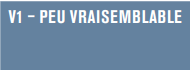 V1 – PEU VRAISEMBLABLE